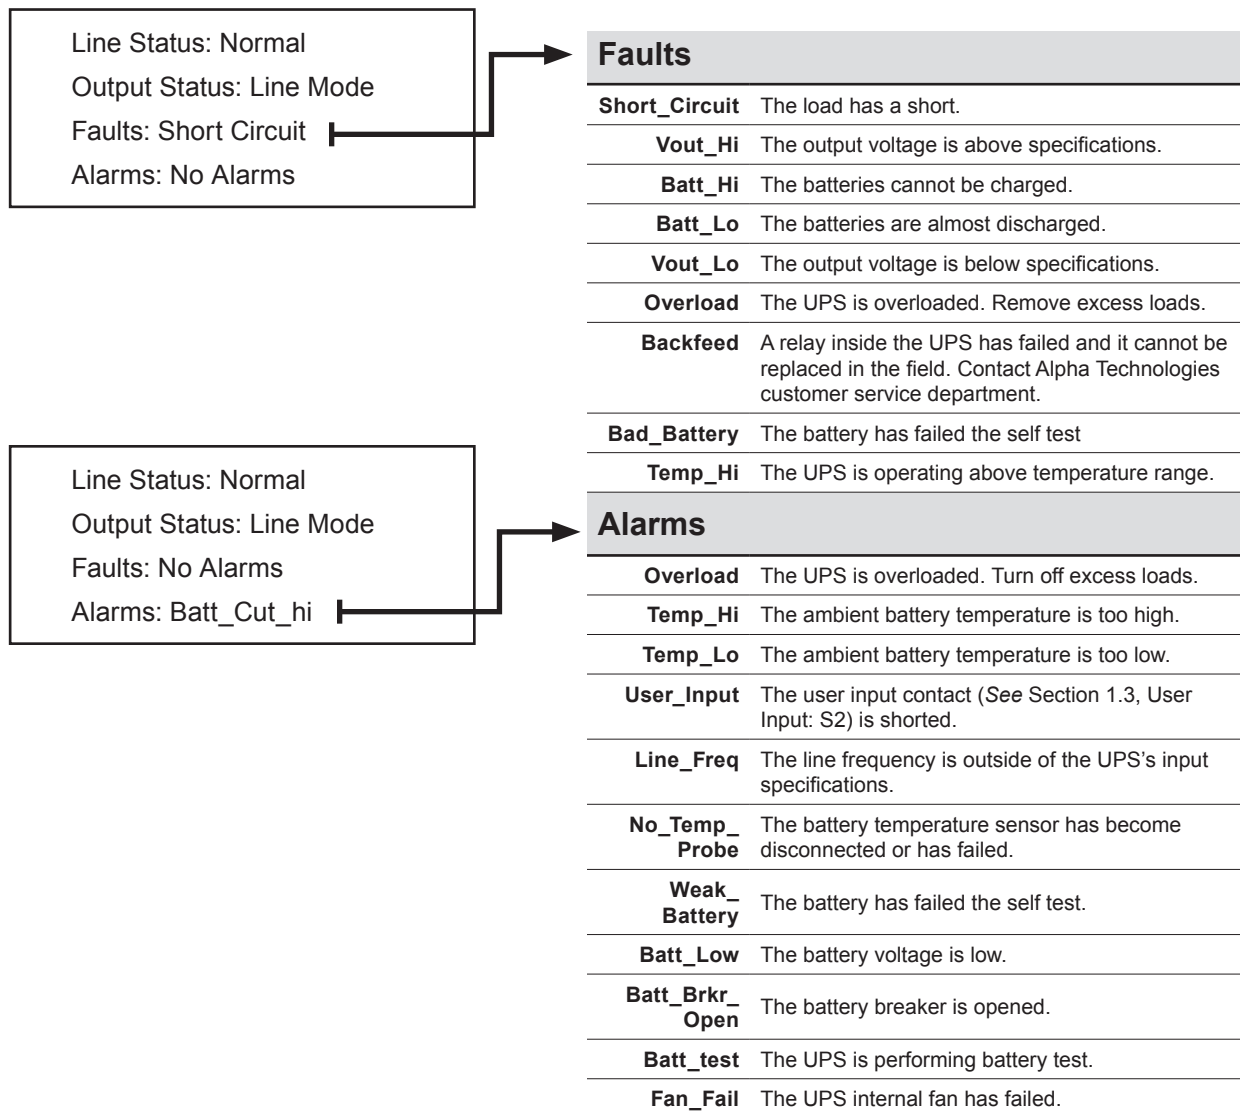 Line Status: Normal
Output Status: Line Mode
Faults: Short Circuit
Alarms: No Alarms
Faults
Short_Circuit The load has a short.
Vout_Hi The output voltage is above specifications.
Batt_Hi The batteries cannot be charged.
Batt_Lo The batteries are almost discharged.
Vout_Lo The output voltage is below specifications.
Overload The UPS is overloaded. Remove excess loads.
Backfeed A relay inside the UPS has failed and it cannot be
replaced in the field. Contact Alpha Technologies
customer service department.
Bad_Battery The battery has failed the self test
Temp_Hi The UPS is operating above temperature range.
Line Status: Normal
Output Status: Line Mode
Faults: No Alarms
Alarms: Batt_Cut_hi
Alarms
Overload The UPS is overloaded. Turn off excess loads.
Temp_Hi The ambient battery temperature is too high.
Temp_Lo The ambient battery temperature is too low.
User_Input The user input contact (See Section 1.3, User
Input: S2) is shorted.
Line_Freq The line frequency is outside of the UPS's input
specifications.
No_Temp_ The battery temperature sensor has become
Probe disconnected or has failed.
Weak_
Battery The battery has failed the self test.
Batt_Low The battery voltage is low.
Batt_Brkr_
Open The battery breaker is opened.
Batt_test The UPS is performing battery test.
Fan_Fail The UPS internal fan has failed.